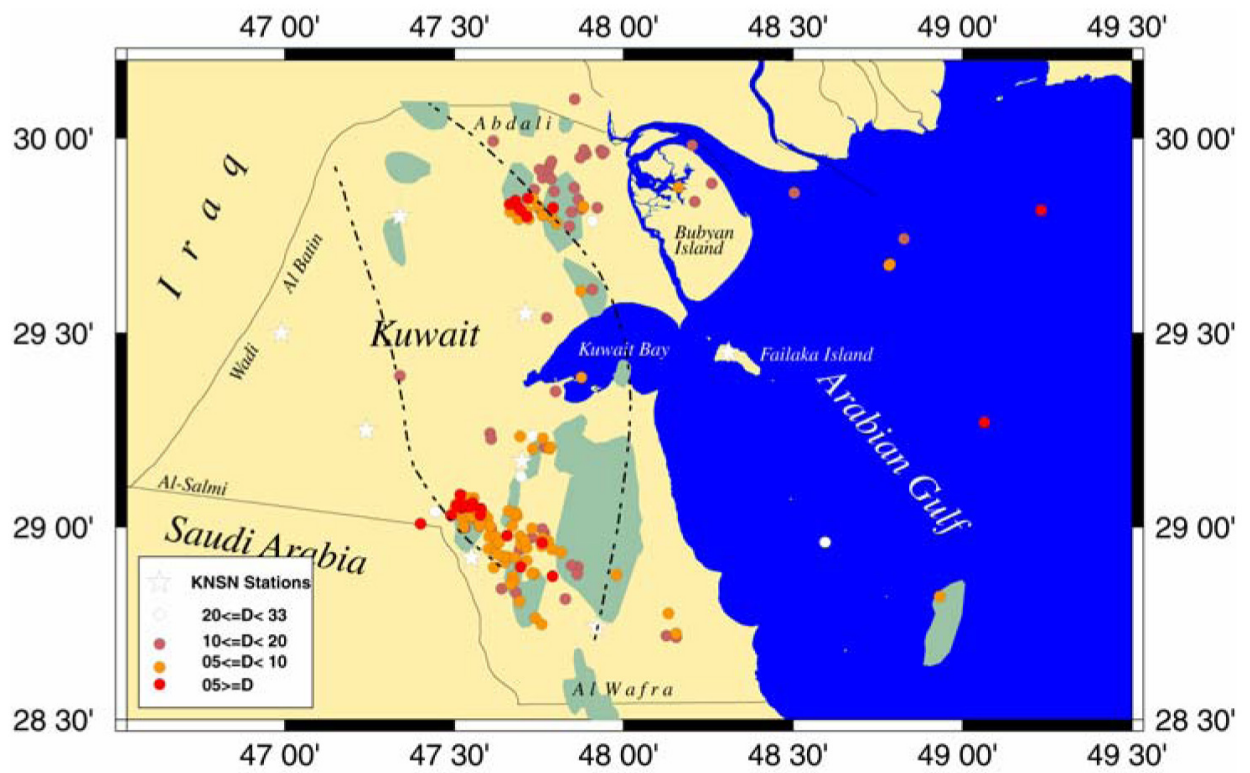 47 00' 47 30' 48 00' 48 30' 49 00' 49 30'
30 00' 30 00'
Abdali
Iraq
Bubyan
Island
Al Batin
29 30' 29 30'
Kuwait
Kuwait Bay
Failaka Island
Wadi
Arabian Gulf
Al-Salmi
29 00' 29 00'
Saudi Arabia
KNSN Stations
20<=D< 33
10<=D< 20
05<=D< 10
05>=D
Al Wafra
28 30' 28 30'
47 00' 47 30' 48 00' 48 30' 49 00' 49 30'